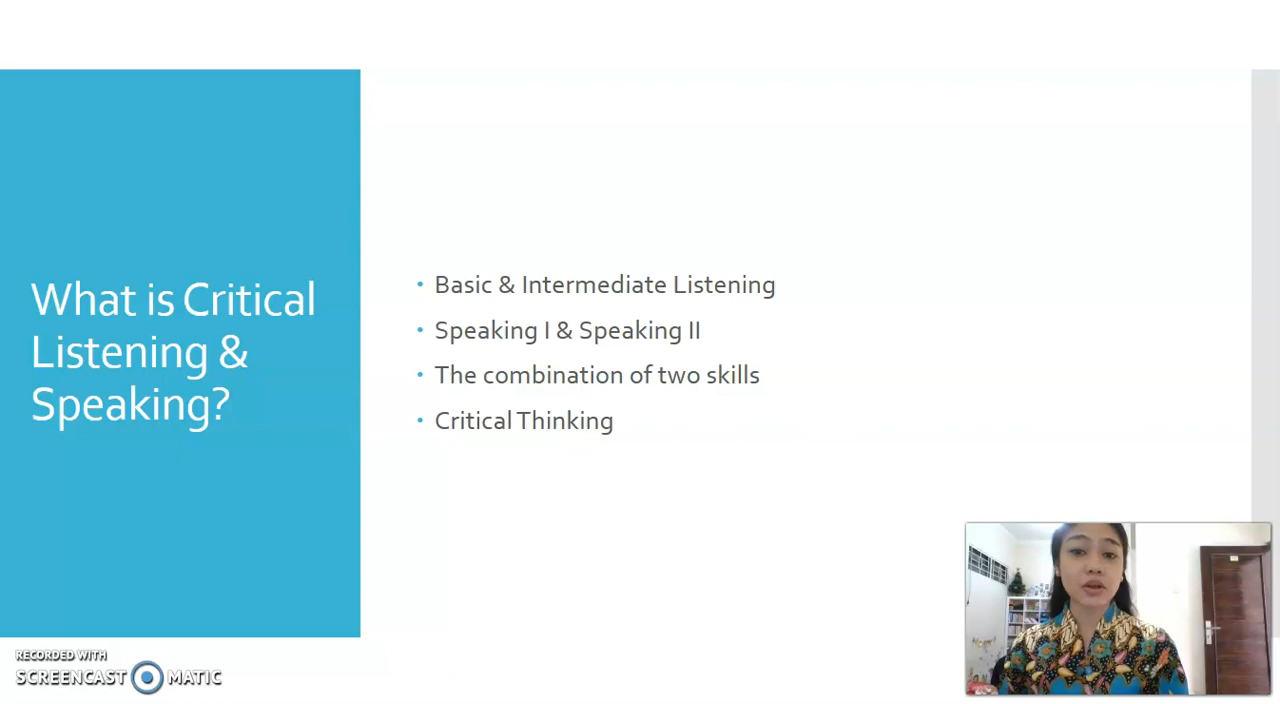 What is Critical
Listening &
Speaking?
• Basic & Intermediate Listening
• Speaking I & Speaking II
• The combination of two skills
• Critical Thinking
RECORDED WITH
SCREENCAST MATIC